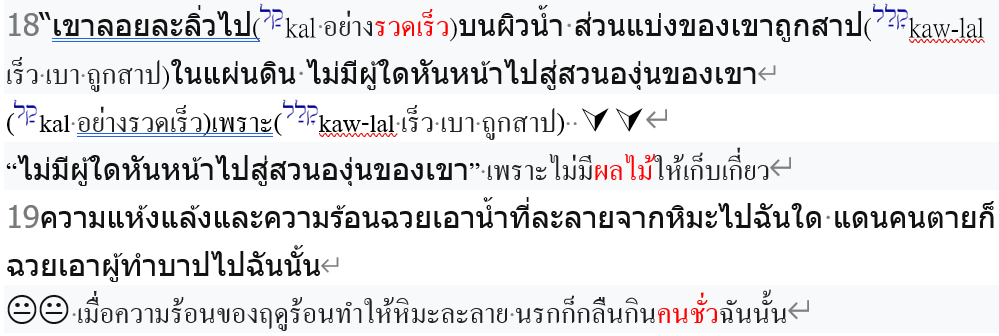 18“เขาลอยละลิ่วไป(קַלkal อย่างรวดเร็ว)บนผิวน้ำ ส่วนแบ่งของเขาถูกสาป(קָלַלkaw-lal
เร็ว เบา ถูกสาป)ในแผ่นดิน ไม่มีผู้ใดหันหน้าไปสู่สวนองุ่นของเขา
(קַלkal อย่างรวดเร็ว)เพราะ(קָלַלkaw-lal เร็ว เบา ถูกสาป) ⮟ ⮟
“ไม่มีผู้ใดหันหน้าไปสู่สวนองุ่นของเขา” เพราะไม่มีผลไม้ให้เก็บเกี่ยว
19ความแห้งแล้งและความร้อนฉวยเอาน้ำที่ละลายจากหิมะไปฉันใด แดนคนตายก็
ฉวยเอาผู้ทำบาปไปฉันนั้น
😐😐 เมื่อความร้อนของฤดูร้อนทำให้หิมะละลาย นรกก็กลืนกินคนชั่วฉันนั้น